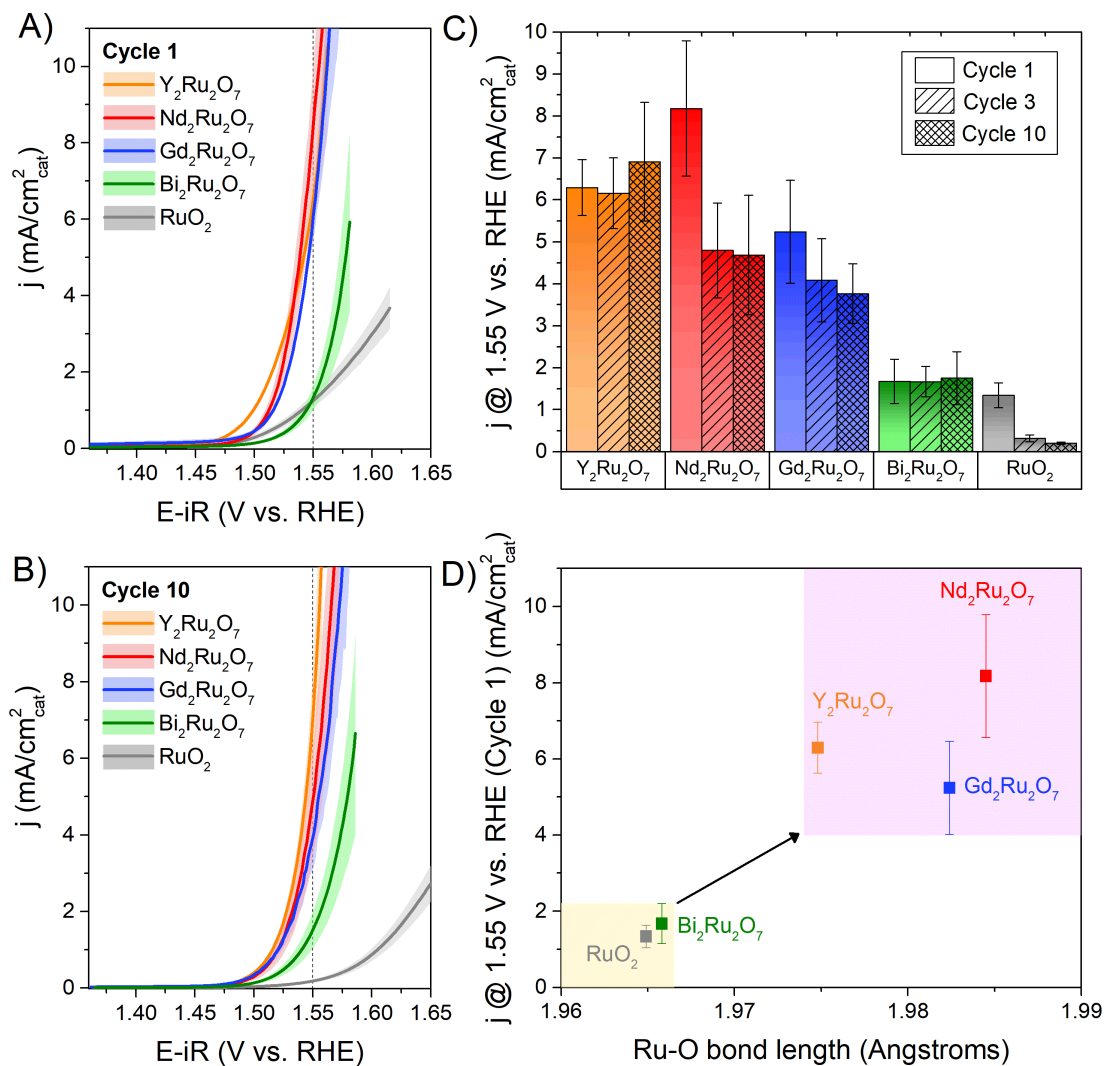 A)
Cycle 1
Y₂Ru₂O₇
Nd₂Ru₂O₇
Gd₂Ru₂O₇
Bi₂Ru₂O₇
RuO₂
j (mA/cm²cat)
10
8
6
4
2
0
1.40 1.45 1.50 1.55 1.60 1.65
E-iR (V vs. RHE)
B)
Cycle 10
Y₂Ru₂O₇
Nd₂Ru₂O₇
Gd₂Ru₂O₇
Bi₂Ru₂O₇
RuO₂
j (mA/cm²cat)
10
8
6
4
2
0
1.40 1.45 1.50 1.55 1.60 1.65
E-iR (V vs. RHE)
C)
Cycle 1
Cycle 3
Cycle 10
j @ 1.55 V vs. RHE (mA/cm²cat)
10
9
8
7
6
5
4
3
2
1
0
Y₂Ru₂O₇ Nd₂Ru₂O₇ Gd₂Ru₂O₇ Bi₂Ru₂O₇ RuO₂
D)
j @ 1.55 V vs. RHE (Cycle 1) (mA/cm²cat)
10
8
6
4
2
0
Nd₂Ru₂O₇
Y₂Ru₂O₇
Gd₂Ru₂O₇
Bi₂Ru₂O₇
RuO₂
1.96 1.97 1.98 1.99
Ru-O bond length (Angstroms)